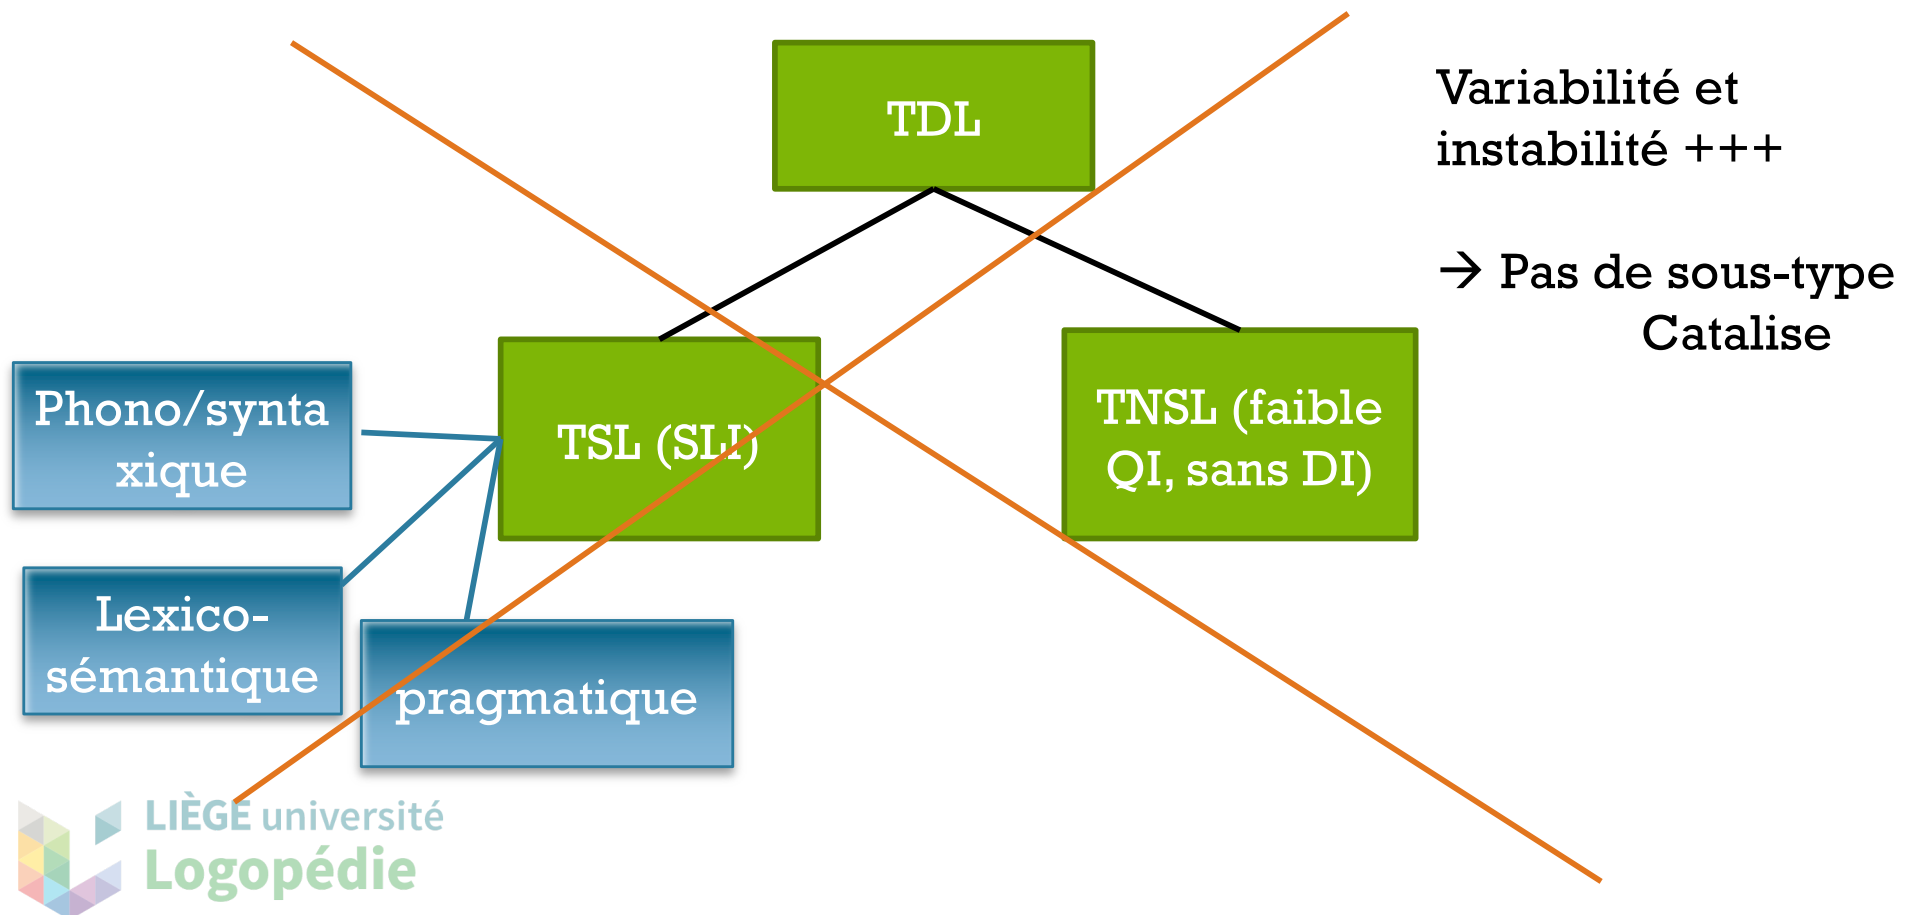 TDL
Variabilité et
instabilité +++
→ Pas de sous-type
Catalise
Phono/synta
xique
TSL (SLI)
TNSL (faible
QI, sans DI)
Lexico-
sémantique
pragmatique
LIÈGE université
Logopédie